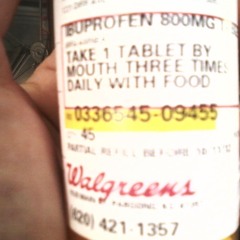 IBUPROFEN 800MG
TAKE 1 TABLET BY
MOUTH THREE TIMES
DAILY WITH FOOD
0336545-09455
45
Walgreens
(620) 421-1357